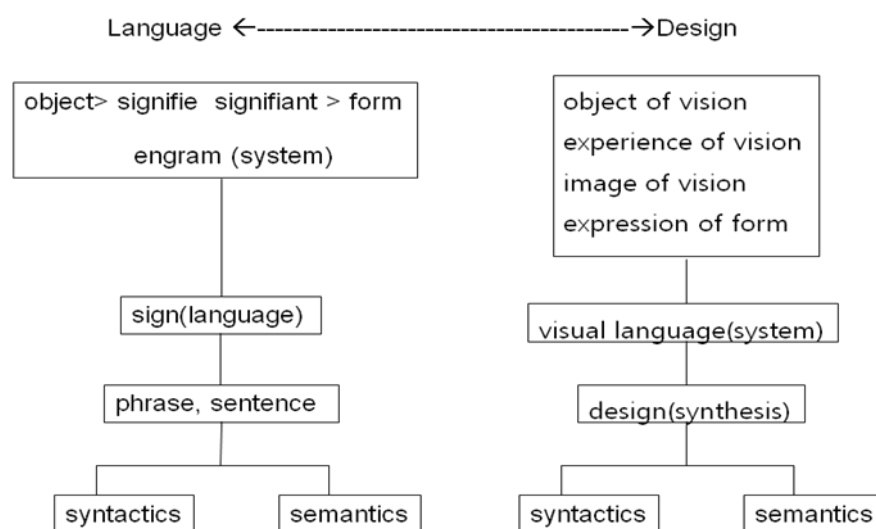 Language <---------------------------------------->Design
object> signifie signifiant > form
engram (system)
object of vision
experience of vision
image of vision
expression of form
sign(language)
visual language(system)
phrase, sentence
design(synthesis)
syntactics
semantics
syntactics
semantics